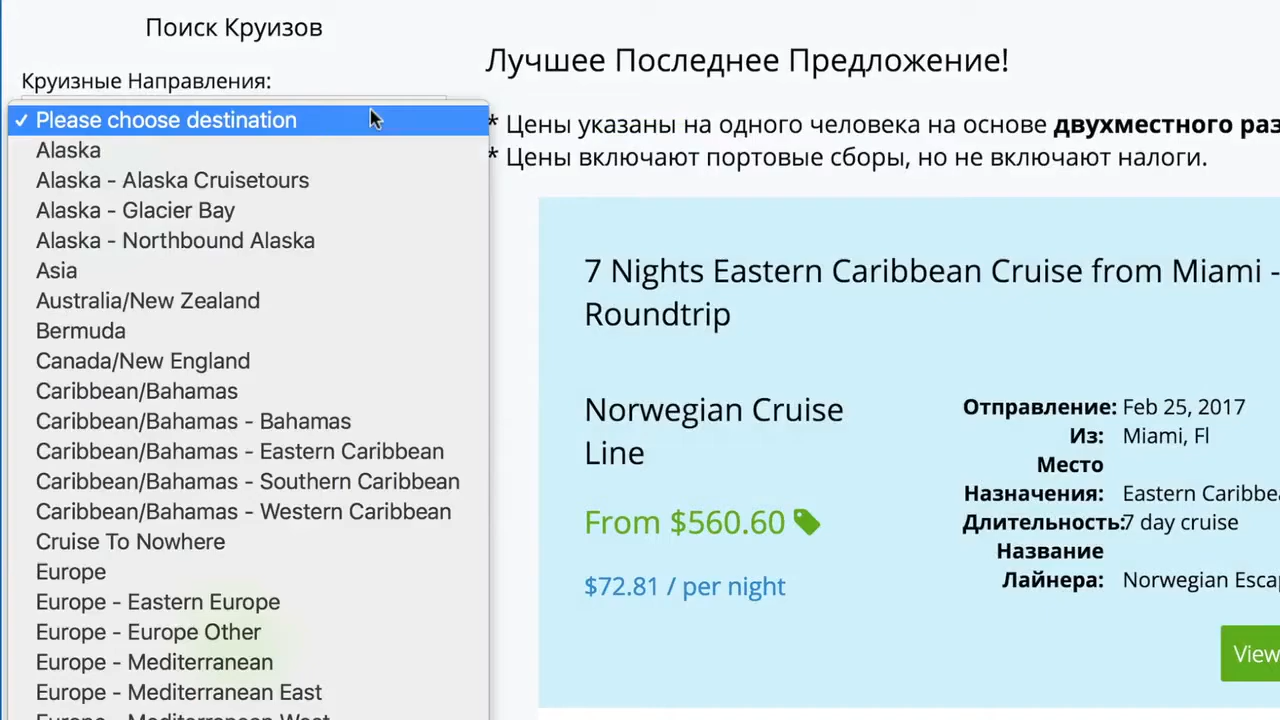 Поиск Круизов
Круизные Направления:
✓ Please choose destination
Alaska
Alaska - Alaska Cruisetours
Alaska - Glacier Bay
Alaska - Northbound Alaska
Asia
Australia/New Zealand
Bermuda
Canada/New England
Caribbean/Bahamas
Caribbean/Bahamas - Bahamas
Caribbean/Bahamas - Eastern Caribbean
Caribbean/Bahamas - Southern Caribbean
Caribbean/Bahamas - Western Caribbean
Cruise To Nowhere
Europe
Europe - Eastern Europe
Europe - Europe Other
Europe - Mediterranean
Europe - Mediterranean East
Europe - Mediterranean West
Лучшее Последнее Предложение!
* Цены указаны на одного человека на основе двухместного раз
* Цены включают портовые сборы, но не включают налоги.
7 Nights Eastern Caribbean Cruise from Miami -
Roundtrip
Norwegian Cruise
Line
From $560.60
$72.81 / per night
Отправление: Feb 25, 2017
Из: Miami, Fl
Место
Назначения: Eastern Caribbea
Длительность: 7 day cruise
Название
Лайнера: Norwegian Escap
View